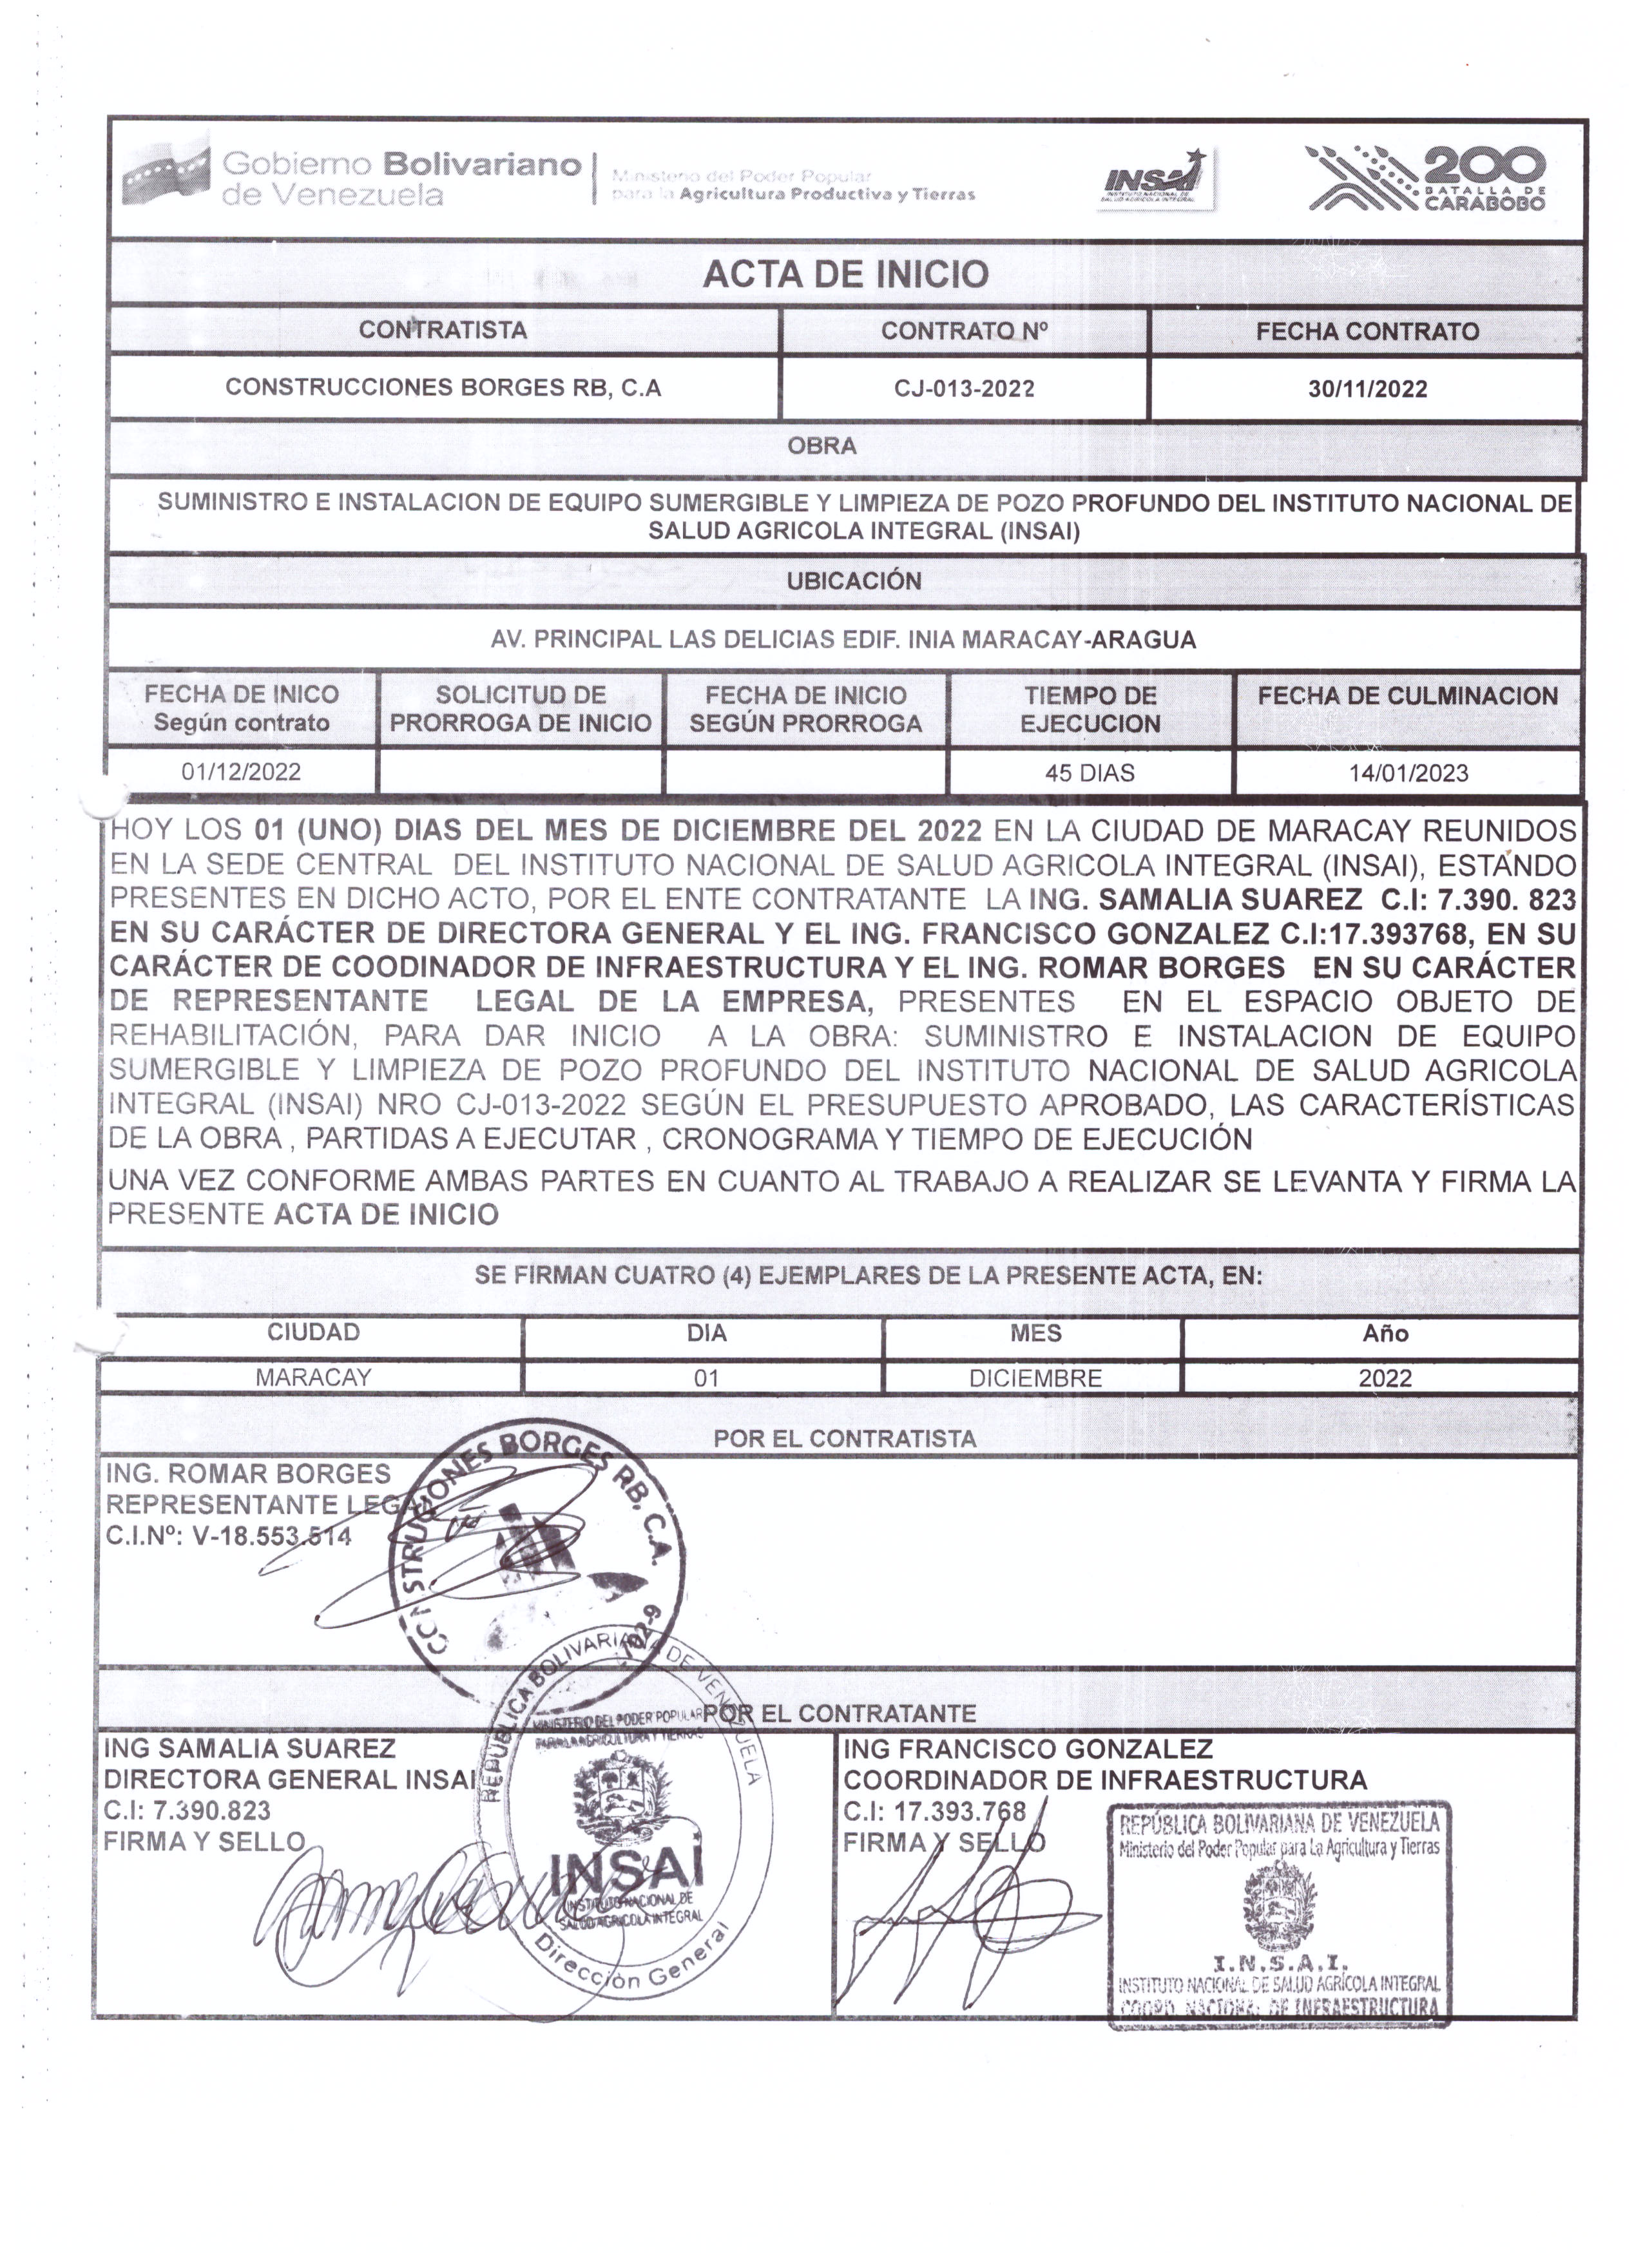 Gobierno Bolivariano
de Venezuela
Ministerio del Poder Popular
para la Agricultura Productiva y Tierras
INSAI
INSTITUTO NACIONAL DE
SALUD AGRICOLA INTEGRAL
200
BATALLA DE
CARABOBO
ACTA DE INICIO
CONTRATISTA CONTRATO Nº FECHA CONTRATO
CONSTRUCCIONES BORGES RB, C.A CJ-013-2022 30/11/2022
OBRA
SUMINISTRO E INSTALACION DE EQUIPO SUMERGIBLE Y LIMPIEZA DE POZO PROFUNDO DEL INSTITUTO NACIONAL DE
SALUD AGRICOLA INTEGRAL (INSAI)
UBICACIÓN
AV. PRINCIPAL LAS DELICIAS EDIF. INIA MARACAY-ARAGUA
FECHA DE INICO SOLICITUD DE FECHA DE INICIO TIEMPO DE FECHA DE CULMINACION
Según contrato PRORROGA DE INICIO SEGÚN PRORROGA EJECUCION
01/12/2022 45 DIAS 14/01/2023
HOY LOS 01 (UNO) DIAS DEL MES DE DICIEMBRE DEL 2022 EN LA CIUDAD DE MARACAY REUNIDOS
EN LA SEDE CENTRAL DEL INSTITUTO NACIONAL DE SALUD AGRICOLA INTEGRAL (INSAI), ESTANDO
PRESENTES EN DICHO ACTO, POR EL ENTE CONTRATANTE LA ING. SAMALIA SUAREZ C.I: 7.390. 823
EN SU CARÁCTER DE DIRECTORA GENERAL Y EL ING. FRANCISCO GONZALEZ C.I:17.393768, EN SU
CARÁCTER DE COODINADOR DE INFRAESTRUCTURA Y EL ING. ROMAR BORGES EN SU CARÁCTER
DE REPRESENTANTE LEGAL DE LA EMPRESA, PRESENTES EN EL ESPACIO OBJETO DE
REHABILITACIÓN, PARA DAR INICIO A LA OBRA: SUMINISTRO E INSTALACION DE EQUIPO
SUMERGIBLE Y LIMPIEZA DE POZO PROFUNDO DEL INSTITUTO NACIONAL DE SALUD AGRICOLA
INTEGRAL (INSAI) NRO CJ-013-2022 SEGÚN EL PRESUPUESTO APROBADO, LAS CARACTERÍSTICAS
DE LA OBRA , PARTIDAS A EJECUTAR , CRONOGRAMA Y TIEMPO DE EJECUCIÓN
UNA VEZ CONFORME AMBAS PARTES EN CUANTO AL TRABAJO A REALIZAR SE LEVANTA Y FIRMA LA
PRESENTE ACTA DE INICIO
SE FIRMAN CUATRO (4) EJEMPLARES DE LA PRESENTE ACTA, EN:
CIUDAD DIA MES Año
MARACAY 01 DICIEMBRE 2022
POR EL CONTRATISTA
ING. ROMAR BORGES
REPRESENTANTE LEGAL
C.I.Nº: V-18.553.514
CONSTRUCIONES BORGES RB, C.A.
POR EL CONTRATANTE
ING SAMALIA SUAREZ
DIRECTORA GENERAL INSAI
C.I: 7.390.823
FIRMA Y SELLO
REPÚBLICA BOLIVARIANA DE VENEZUELA
MINISTERIO DEL PODER POPULAR
PARA LA AGRICULTURA Y TIERRAS
INSAI
INSTITUTO NACIONAL DE
SALUD AGRICOLA INTEGRAL
Dirección General
ING FRANCISCO GONZALEZ
COORDINADOR DE INFRAESTRUCTURA
C.I: 17.393.768
FIRMA Y SELLO
REPÚBLICA BOLIVARIANA DE VENEZUELA
Ministerio del Poder Popular para La Agricultura y Tierras
I.N.S.A.I.
INSTITUTO NACIONAL DE SALUD AGRÍCOLA INTEGRAL
COORD. NACIONAL DE INFRAESTRUCTURA